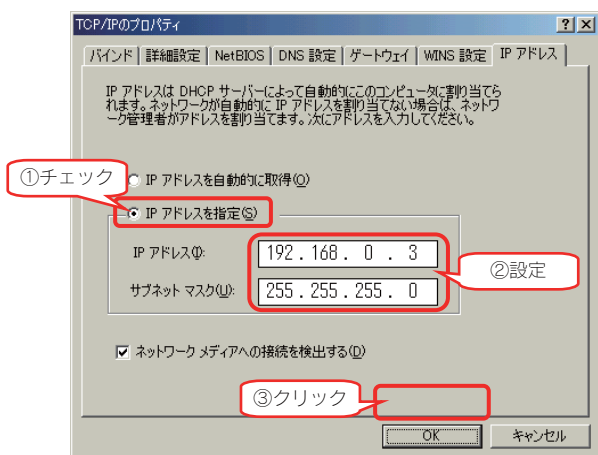 TCP/IPのプロパティ
バインド 詳細設定 NetBIOS DNS 設定 ゲートウェイ WINS 設定 IP アドレス
IP アドレスは DHCP サーバーによって自動的にこのコンピュータに割り当てら
れます。ネットワークが自動的に IP アドレスを割り当てない場合は、ネットワ
ーク管理者がアドレスを割り当てます。次にアドレスを入力してください。
①チェック
IP アドレスを自動的に取得(O)
IP アドレスを指定(S)
IP アドレス(I): 192 . 168 . 0 . 3
②設定
サブネット マスク(U): 255 . 255 . 255 . 0
ネットワーク メディアへの接続を検出する(D)
③クリック
OK キャンセル